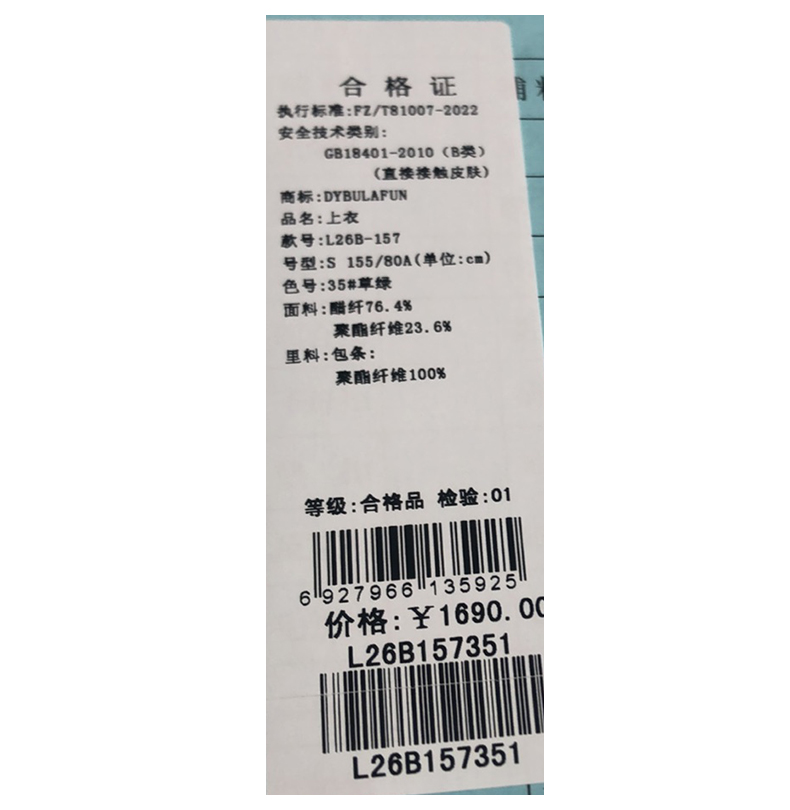 合格证
执行标准:FZ/T81007-2022
安全技术类别:
GB18401-2010(B类)
(直接接触皮肤)
商标:DYBULAFUN
品名:上衣
款号:L26B-157
号型:S 155/80A(单位:cm)
色号:35#草绿
面料:醋纤76.4%
聚酯纤维23.6%
里料:包条:
聚酯纤维100%
等级:合格品 检验:01
6 927966 135925
价格:¥1690.00
L26B157351
L26B157351
辅料